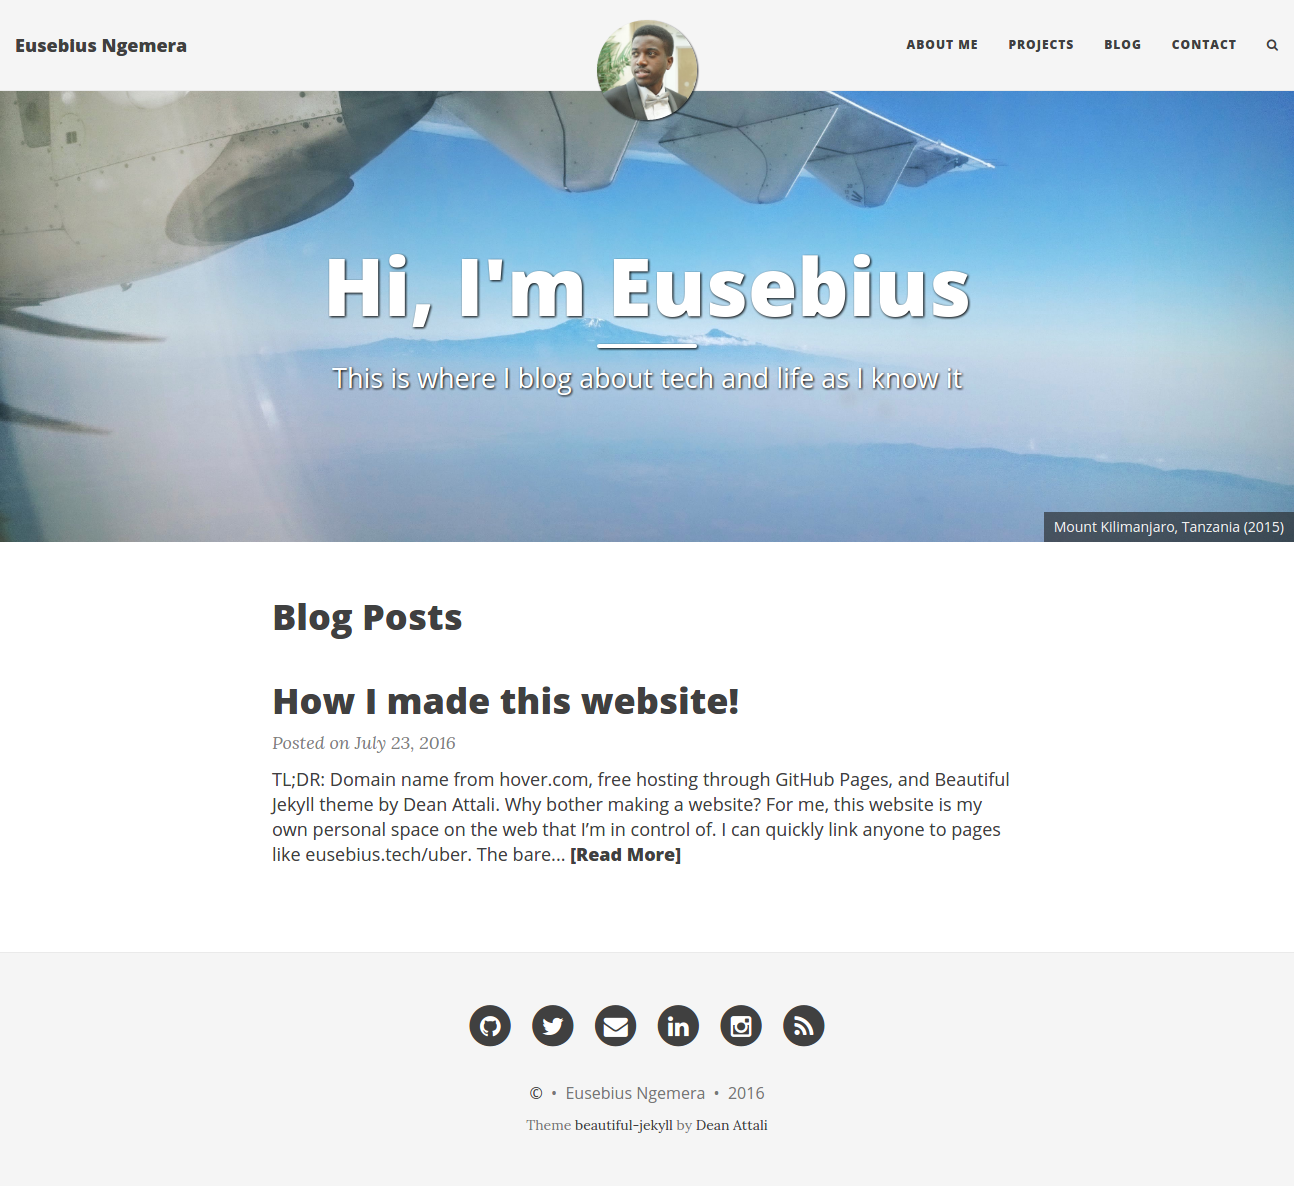 Eusebius Ngemera
ABOUT ME PROJECTS BLOG CONTACT
Hi, I'm Eusebius
This is where I blog about tech and life as I know it
Mount Kilimanjaro, Tanzania (2015)
Blog Posts
How I made this website!
Posted on July 23, 2016
TL;DR: Domain name from hover.com, free hosting through GitHub Pages, and Beautiful
Jekyll theme by Dean Attali. Why bother making a website? For me, this website is my
own personal space on the web that I’m in control of. I can quickly link anyone to pages
like eusebius.tech/uber. The bare... [Read More]
in
© • Eusebius Ngemera • 2016
Theme beautiful-jekyll by Dean Attali